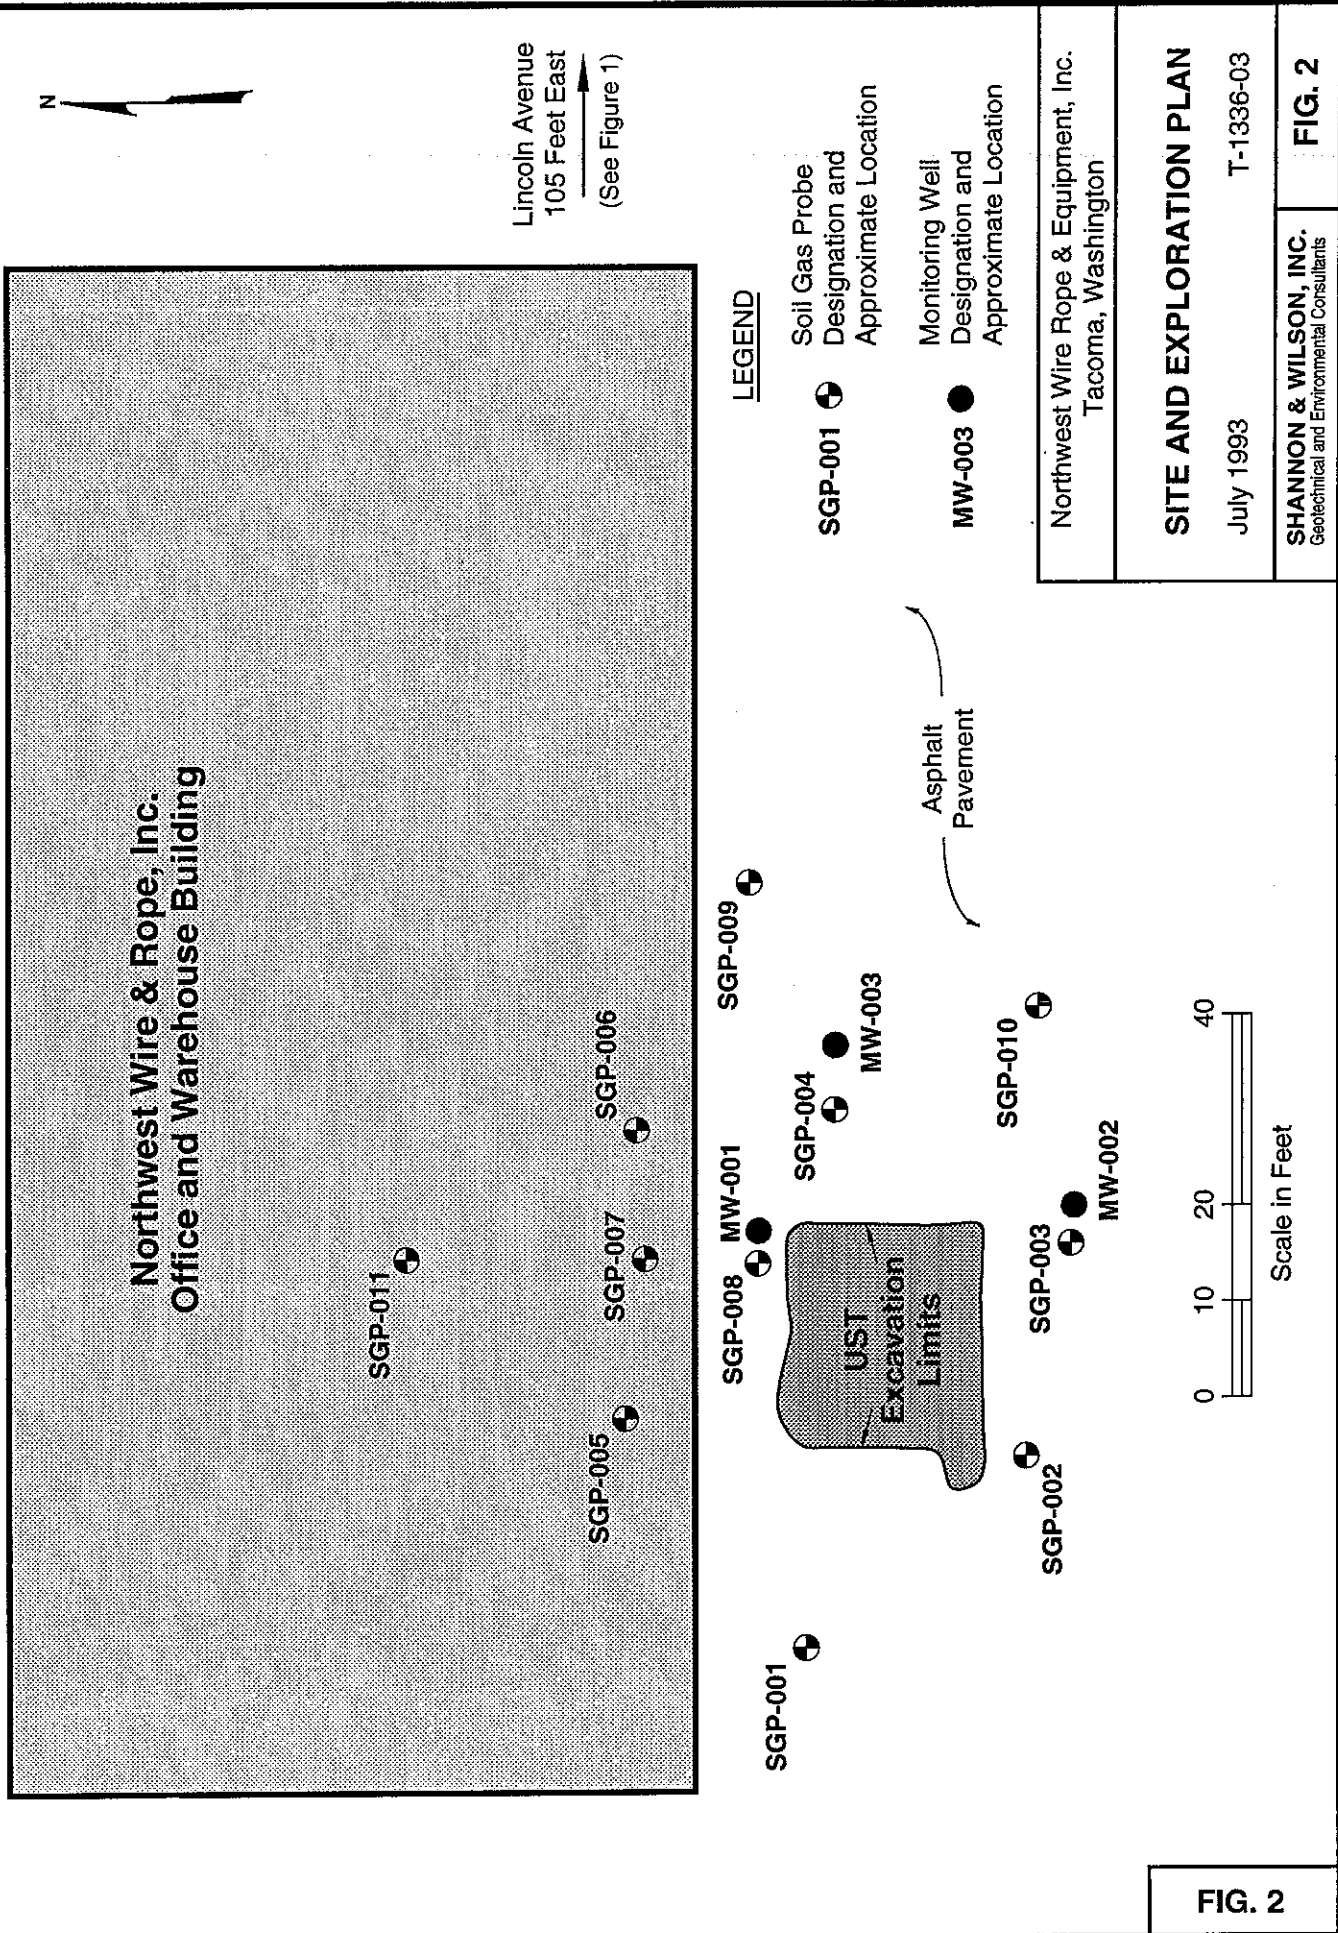 N
Lincoln Avenue
105 Feet East
(See Figure 1)
Northwest Wire & Rope, Inc.
Office and Warehouse Building
SGP-011
SGP-005
SGP-007
SGP-006
SGP-001
SGP-008
MW-001
SGP-009
SGP-004
MW-003
UST
Excavation
Limits
SGP-002
SGP-003
MW-002
SGP-010
Asphalt
Pavement
0
10
20
40
Scale in Feet
LEGEND
SGP-001
Soil Gas Probe
Designation and
Approximate Location
MW-003
Monitoring Well
Designation and
Approximate Location
Northwest Wire Rope & Equipment, Inc.
Tacoma, Washington
SITE AND EXPLORATION PLAN
July 1993 T-1336-03
SHANNON & WILSON, INC.
Geotechnical and Environmental Consultants
FIG. 2
FIG. 2